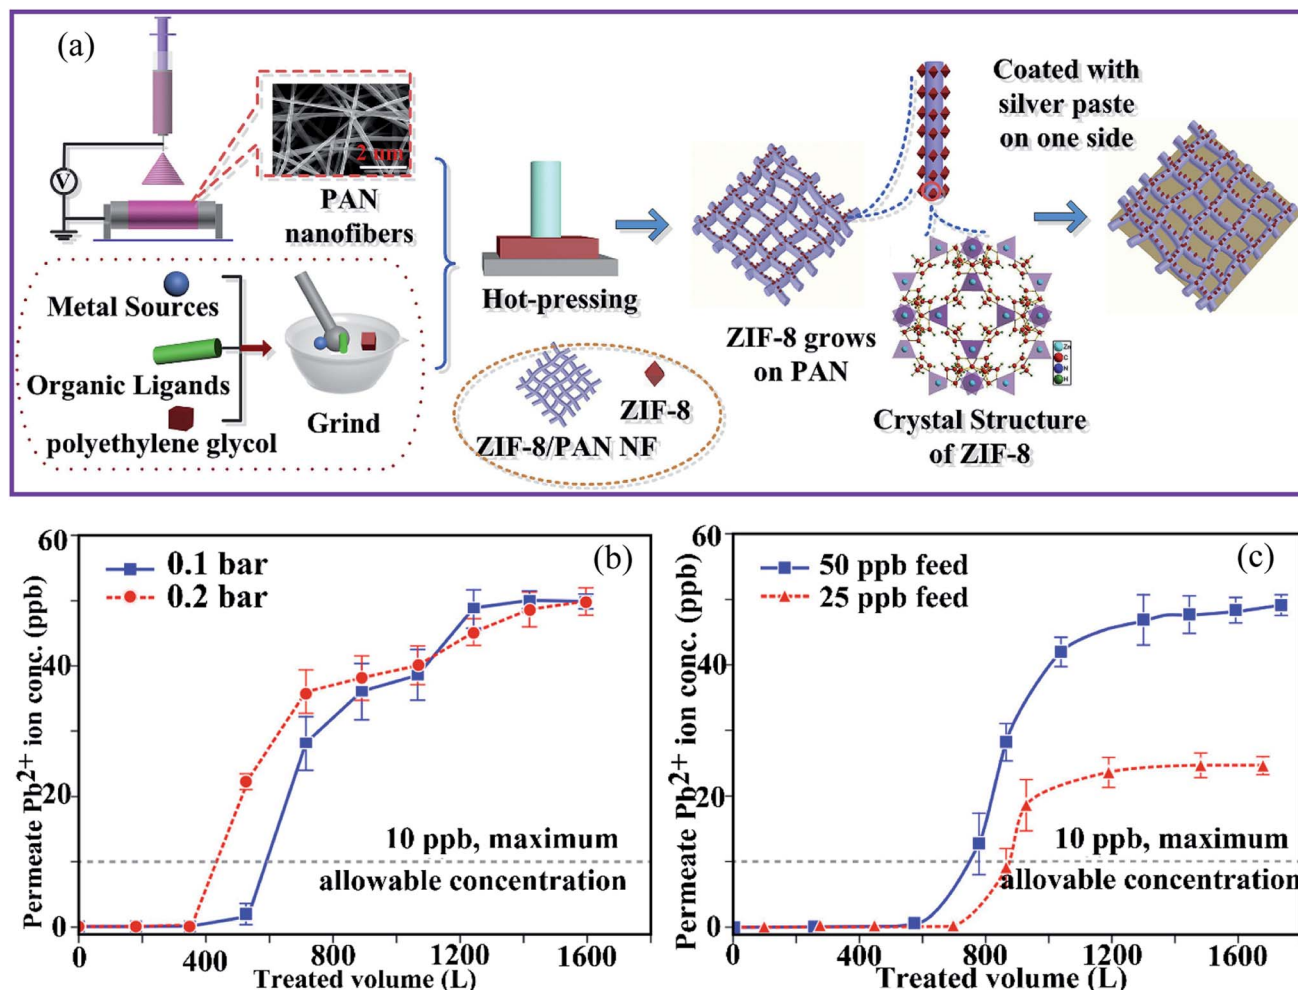 (a)
V
2 um
PAN
nanofibers
Metal Sources
Organic Ligands
polyethylene glycol
Grind
Hot-pressing
ZIF-8
ZIF-8/PAN NF
ZIF-8 grows
on PAN
Zn
C
N
H
Crystal Structure
of ZIF-8
Coated with
silver paste
on one side
(b)
0.1 bar
0.2 bar
Permeate Pb2+ ion conc. (ppb)
60
40
20
0
10 ppb, maximum
allowable concentration
0 400 800 1200 1600
Treated volume (L)
(c)
50 ppb feed
25 ppb feed
Permeate Pb2+ ion conc. (ppb)
60
40
20
0
10 ppb, maximum
allovable concentration
0 400 800 1200 1600
Treated volume (L)